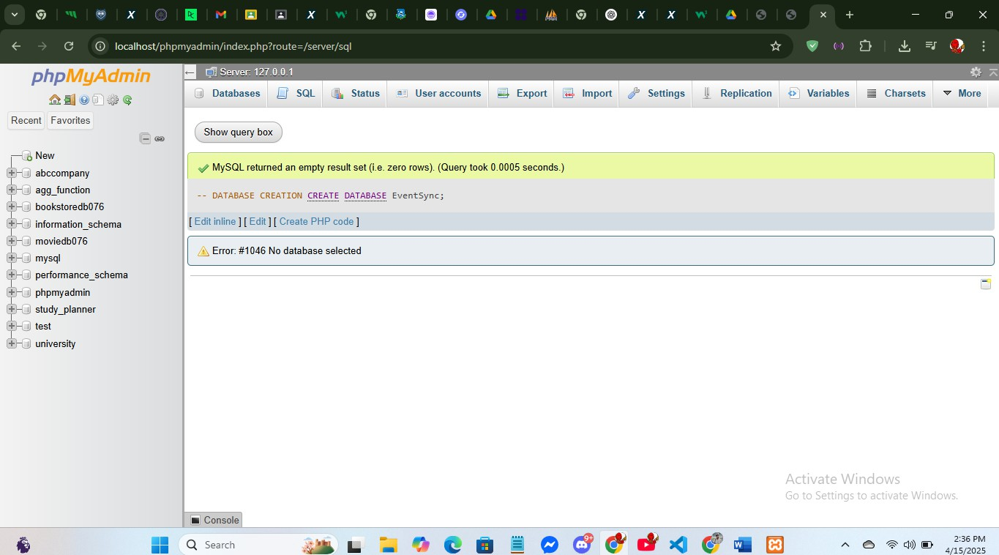 localhost/phpmyadmin/index.php?route=/server/sql
phpMyAdmin
Recent
Favorites
New
abccompany
agg_function
bookstoredb076
information_schema
moviedb076
mysql
performance_schema
phpmyadmin
study_planner
test
university
Server: 127.0.0.1
Databases
SQL
Status
User accounts
Export
Import
Settings
Replication
Variables
Charsets
More
Show query box
MySQL returned an empty result set (i.e. zero rows). (Query took 0.0005 seconds.)
-- DATABASE CREATION CREATE DATABASE EventSync;
[ Edit inline ] [ Edit ] [ Create PHP code ]
Error: #1046 No database selected
Activate Windows
Go to Settings to activate Windows.
Console
Search
9+
2:36 PM
4/15/2025